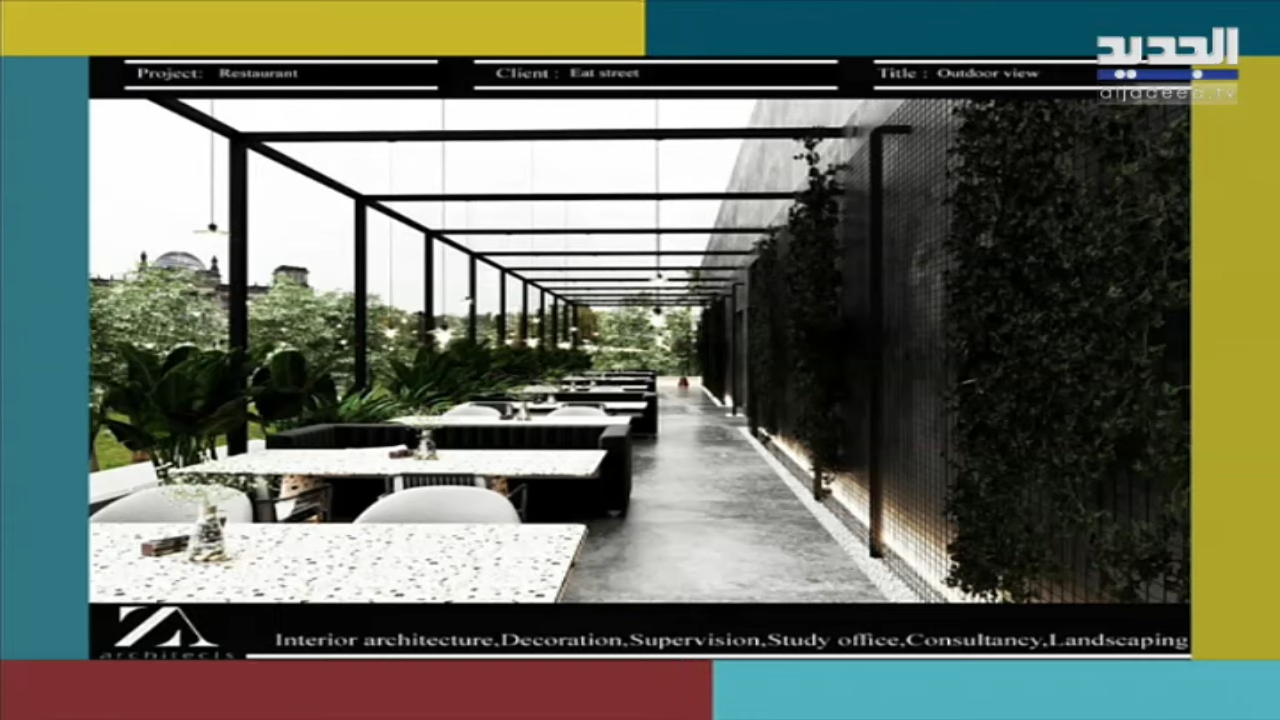 الجديد
aljadeed.tv
Project: Restaurant
Client : Eat street
Title : Outdoor view
ZA
architects
Interior architecture,Decoration,Supervision,Study office,Consultancy,Landscaping